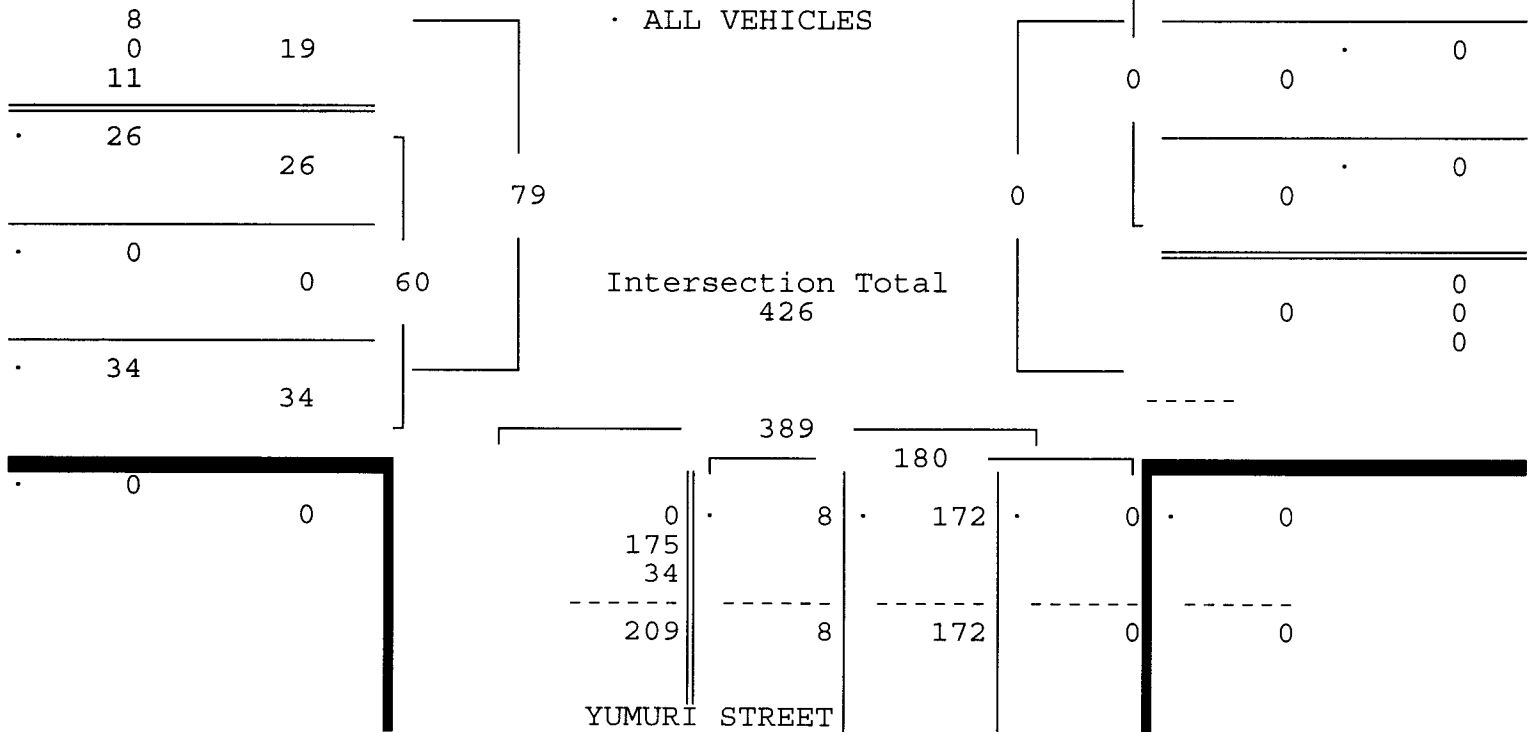 8 · ALL VEHICLES
0 19 · 0
11 0 0
· 26
26 · 0
79 0 0
· 0
0 60 Intersection Total 0
426 0 0
0
· 34
34 -----
389
180
· 0
0 0 · 8 · 172 · 0 · 0
175
34
------ ------ ------ ------ ------
209 8 172 0 0
YUMURI STREET